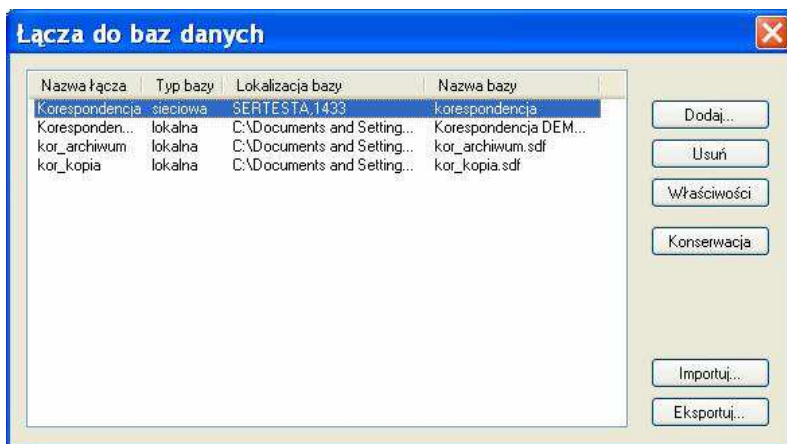 Łącza do baz danych
Nazwa łącza Typ bazy Lokalizacja bazy Nazwa bazy
Korespondencja sieciowa SERTESTA,1433 korespondencja
Koresponden... lokalna C:\Documents and Setting... Korespondencja DEM...
kor_archiwum lokalna C:\Documents and Setting... kor_archiwum.sdf
kor_kopia lokalna C:\Documents and Setting... kor_kopia.sdf
Dodaj...
Usuń
Właściwości
Konserwacja
Importuj...
Eksportuj...